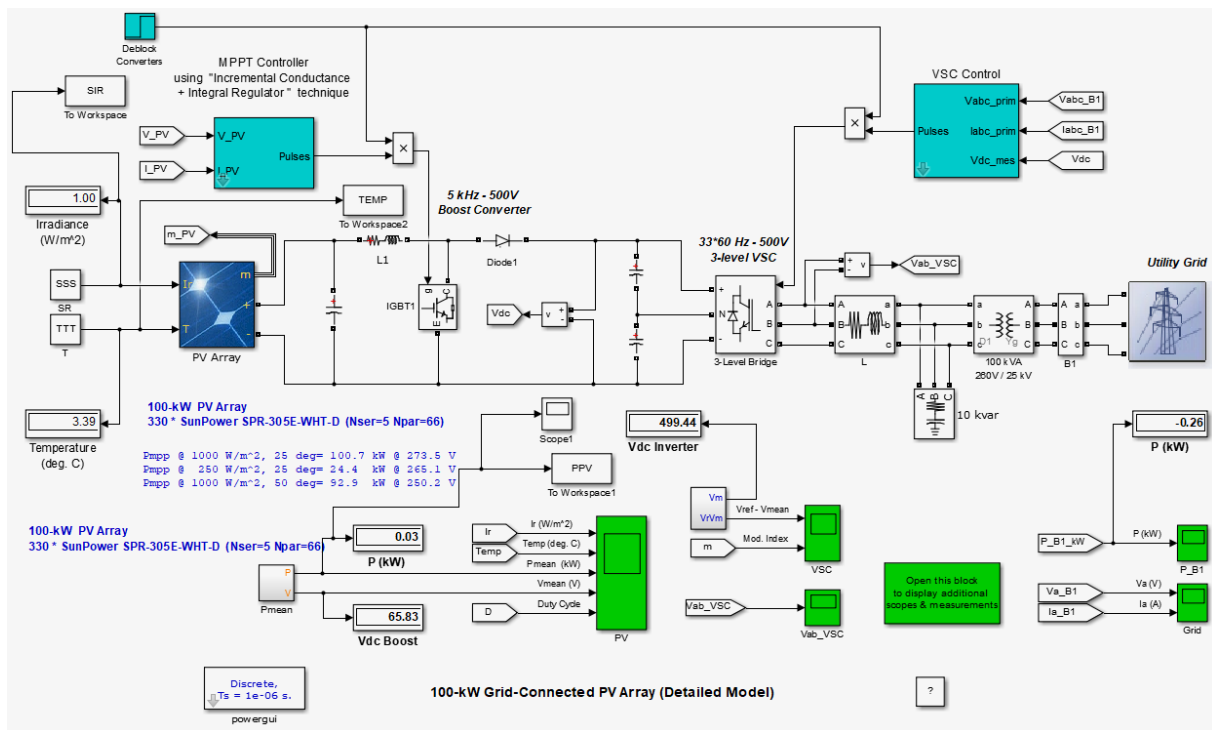 Deblock
Converters
MPPT Controller
using "Incremental Conductance
+ Integral Regulator" technique
SIR
To Workspace
V_PV
I_PV
V_PV
I_PV
Pulses
×
TEMP
To Workspace2
5 kHz - 500V
Boost Converter
VSC Control
Vabc_prim
Iabc_prim
Vdc_mes
Pulses
Vabc_B1
Iabc_B1
Vdc
×
1.00
Irradiance
(W/m^2)
m_PV
SSS
SR
TTT
T
Ir
T
m
+
-
PV Array
L1
g
C
E
IGBT1
Diode1
Vdc
v
+
-
33*60 Hz - 500V
3-level VSC
+
N
-
g
A
B
C
3-Level Bridge
+
-
v
Vab_VSC
A
B
C
a
b
c
L
A
B
C
10 kvar
a
b
c
A
B
C
D1
Yg
100 kVA
260V / 25 kV
A
B
C
a
b
c
B1
Utility Grid
3.39
Temperature
(deg. C)
100-kW PV Array
330 * SunPower SPR-305E-WHT-D (Nser=5 Npar=66)
Pmpp @ 1000 W/m^2, 25 deg= 100.7 kW @ 273.5 V
Pmpp @ 250 W/m^2, 25 deg= 24.4 kW @ 265.1 V
Pmpp @ 1000 W/m^2, 50 deg= 92.9 kW @ 250.2 V
Scope1
PPV
To Workspace1
499.44
Vdc Inverter
-0.26
P (kW)
100-kW PV Array
330 * SunPower SPR-305E-WHT-D (Nser=5 Npar=66)
0.03
P (kW)
P
V
Pmean
65.83
Vdc Boost
Ir
Temp
D
Ir (W/m^2)
Temp (deg. C)
Pmean (kW)
Vmean (V)
Duty Cycle
PV
Vm
VrVm
Vref - Vmean
m
Mod. Index
VSC
Vab_VSC
Vab_VSC
Open this block
to display additional
scopes & measurements
P_B1_kW
P (kW)
P_B1
Va_B1
Ia_B1
Va (V)
Ia (A)
Grid
Discrete,
Ts = 1e-06 s.
powergui
100-kW Grid-Connected PV Array (Detailed Model)
?